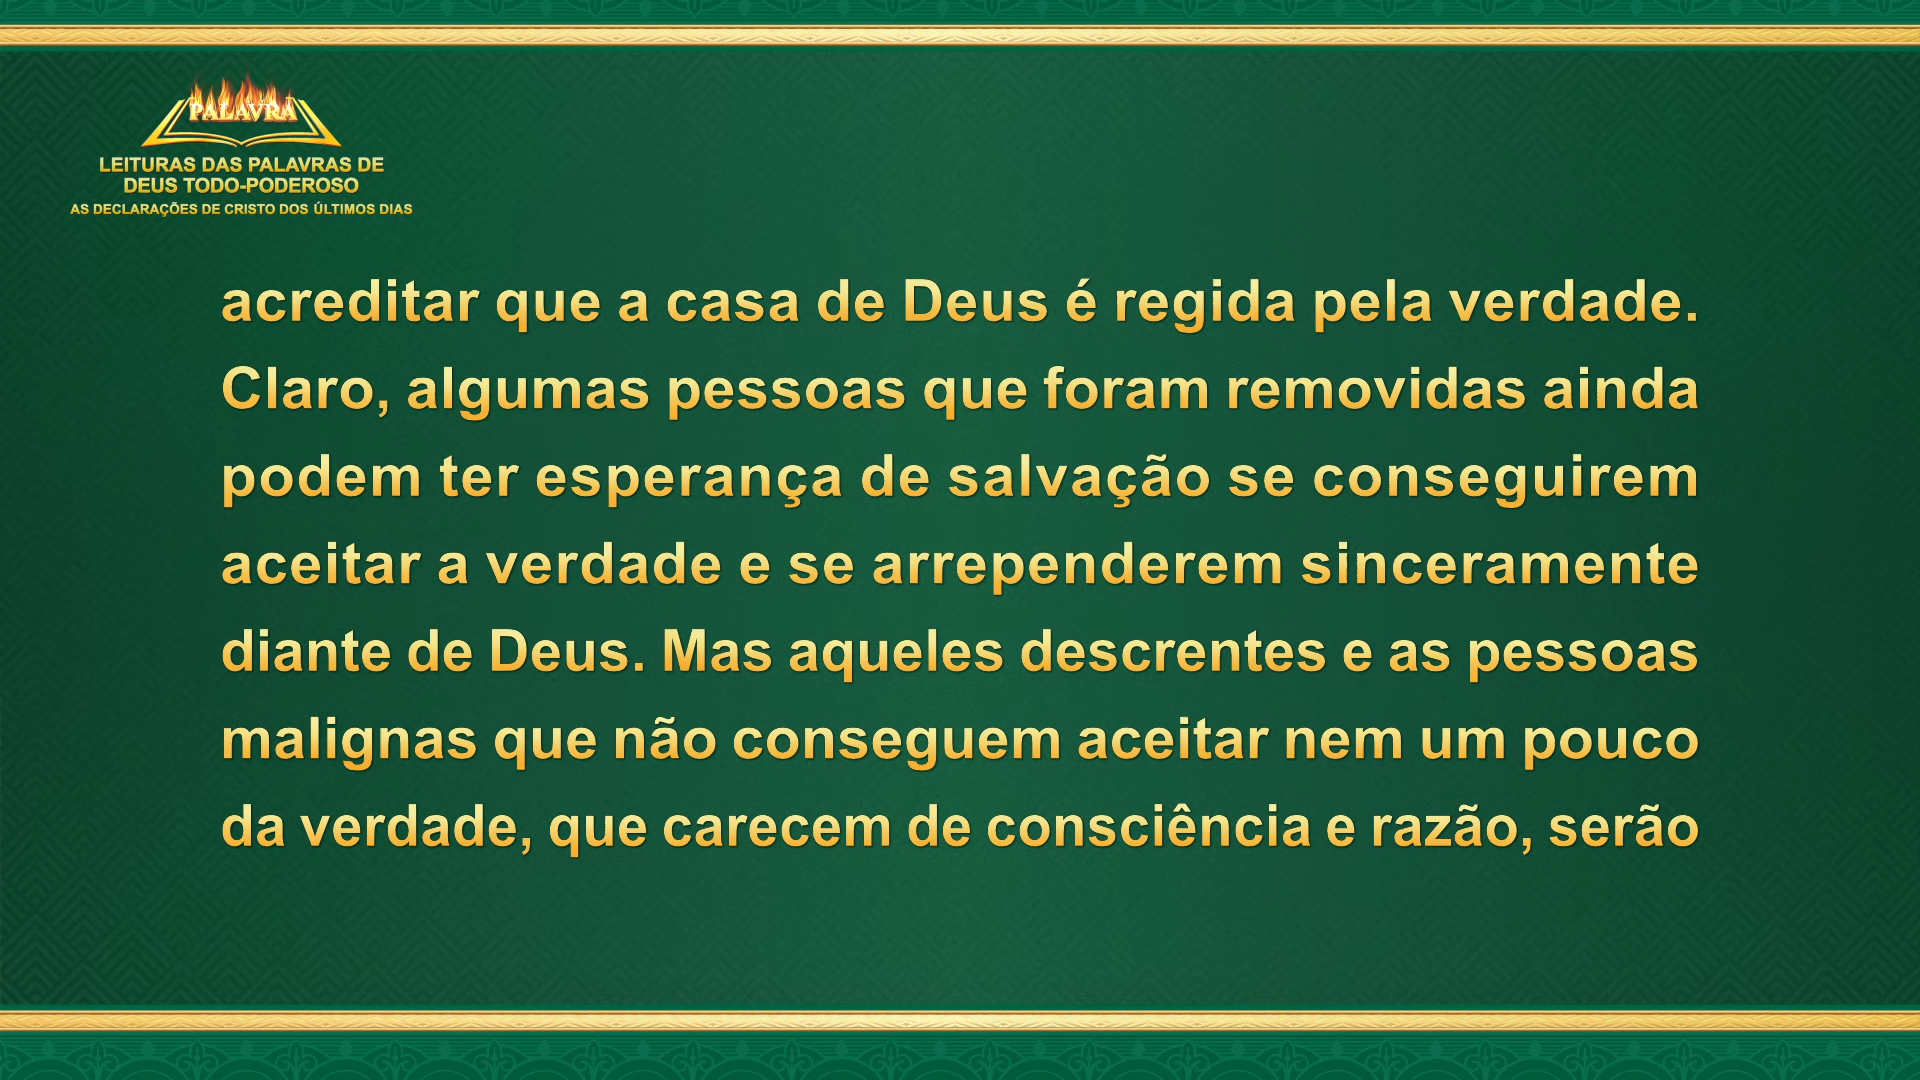 PALAVRA
LEITURAS DAS PALAVRAS DE
DEUS TODO-PODEROSO
AS DECLARAÇÕES DE CRISTO DOS ÚLTIMOS DIAS
acreditar que a casa de Deus é regida pela verdade.
Claro, algumas pessoas que foram removidas ainda
podem ter esperança de salvação se conseguirem
aceitar a verdade e se arrependerem sinceramente
diante de Deus. Mas aqueles descrentes e as pessoas
malignas que não conseguem aceitar nem um pouco
da verdade, que carecem de consciência e razão, serão